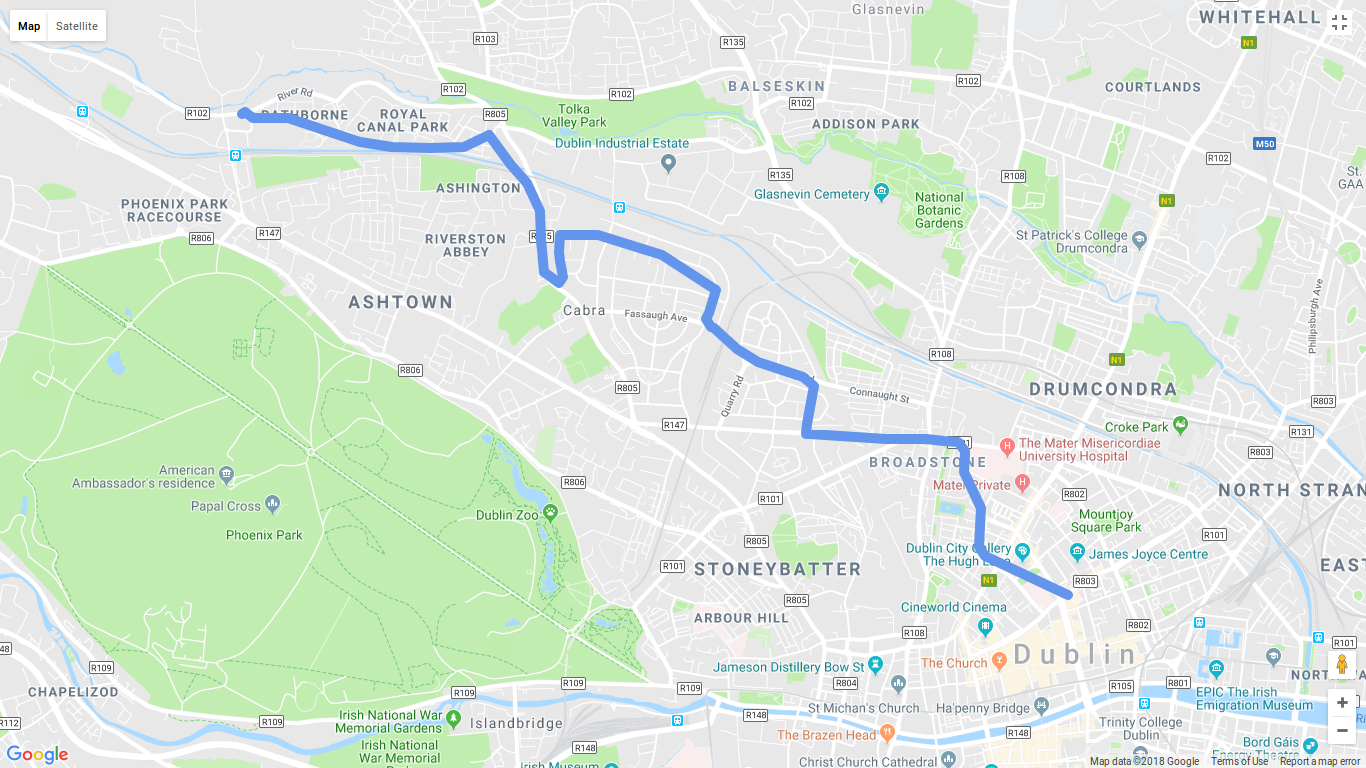 Map
Satellite
Glasnevin
WHITEHALL
N1
R103
R135
R102
R102
R102
BALSESKIN
COURTLANDS
River Rd
R102
R805
R102
RATHBORNE
ROYAL
CANAL PARK
Tolka
Valley Park
ADDISON PARK
M50
Dublin Industrial Estate
R102
R135
R108
St.
GAA
ASHINGTON
Glasnevin Cemetery
National
Botanic
Gardens
N1
PHOENIX PARK
RACECOURSE
R806
R147
RIVERSTON
ABBEY
St Patrick's College
Drumcondra
ASHTOWN
Cabra
Fassaugh Ave
Philipsburgh Ave
R806
R108
N1
R805
Quarry Rd
Connaught St
DRUMCONDRA
R803
R147
Croke Park
R131
The Mater Misericordiae
University Hospital
R803
BROADSTONE
American
Ambassador's residence
R806
Mater Private
NORTH STRAN
R101
R802
Papal Cross
Dublin Zoo
Mountjoy
Square Park
Phoenix Park
R805
R101
Dublin City Gallery
The Hugh Lane
James Joyce Centre
R101
STONEYBATTER
EAST
N1
R803
R805
Cineworld Cinema
ARBOUR HILL
R108
R802
R101
148
R109
Jameson Distillery Bow St
The Church
Dublin
NORTH
CHAPELIZOD
R109
R109
R804
R105
R801
EPIC The Irish
Emigration Museum
St Michan's Church
Ha'penny Bridge
R112
R109
Irish National War
Memorial Gardens
Islandbridge
R148
Trinity College
Dublin
The Brazen Head
R148
Irish National
War Memorial
R148
Bord Gáis
Energy Theatre
Google
Irish Museum
Christ Church Cathedral
Map data ©2018 Google
Terms of Use
Report a map error